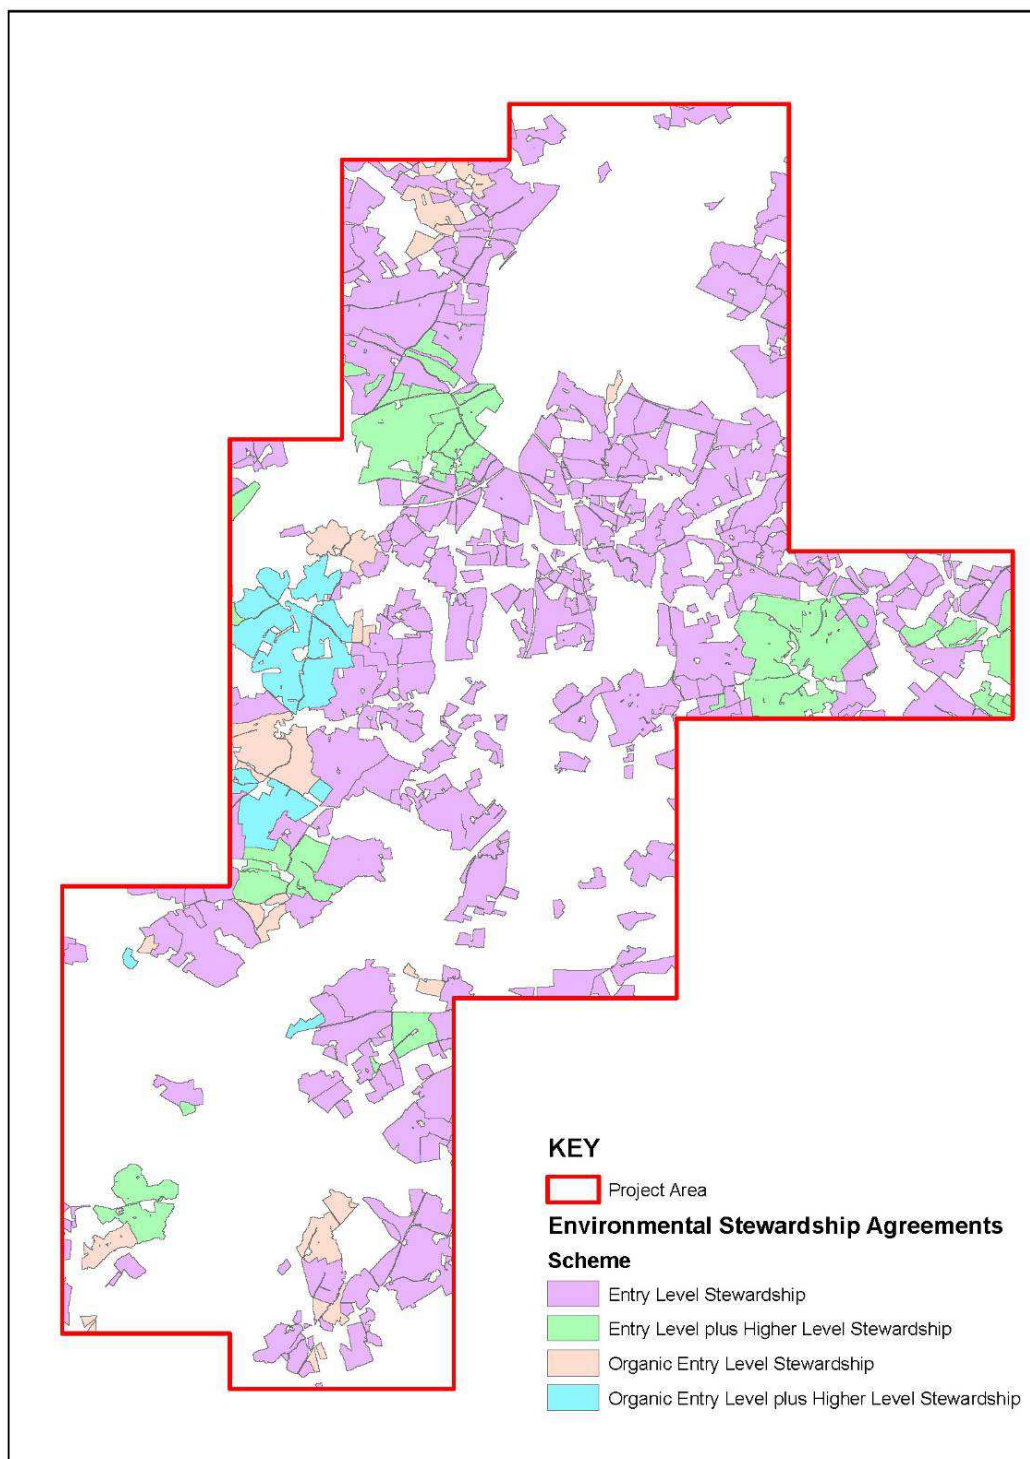 KEY
Project Area
Environmental Stewardship Agreements
Scheme
Entry Level Stewardship
Entry Level plus Higher Level Stewardship
Organic Entry Level Stewardship
Organic Entry Level plus Higher Level Stewardship